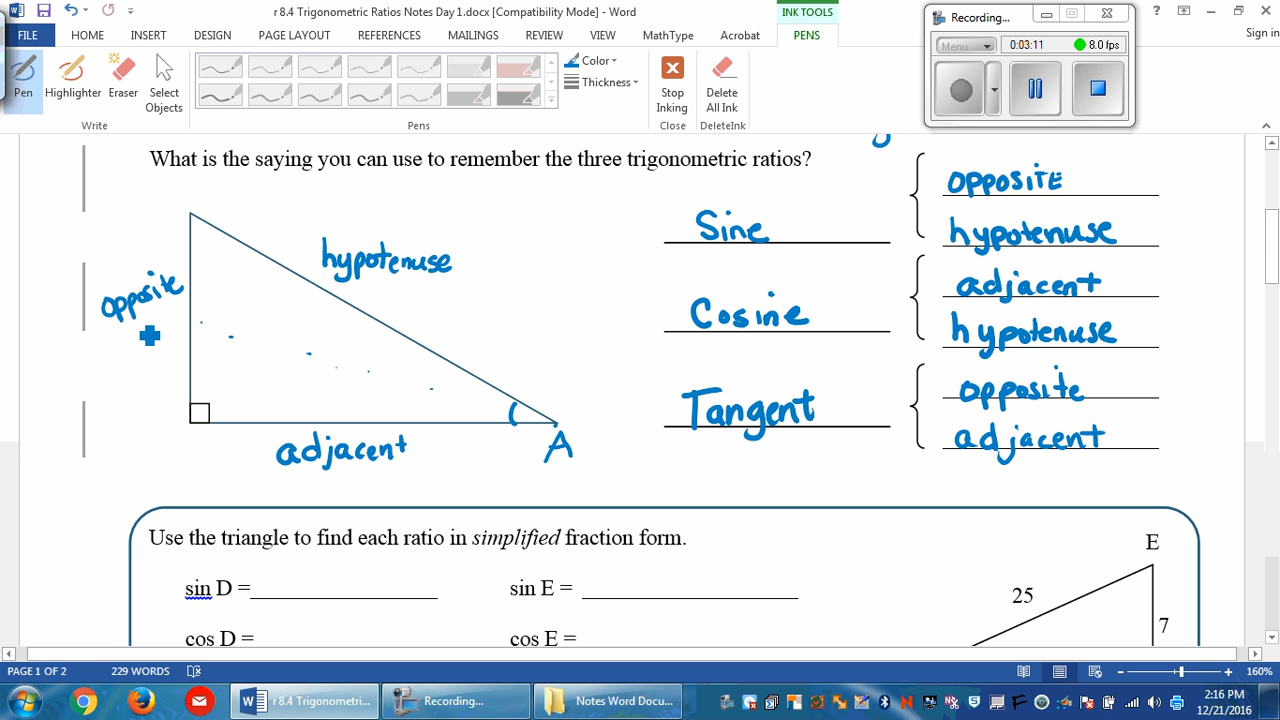 r 8.4 Trigonometric Ratios Notes Day 1.docx [Compatibility Mode] - Word
INK TOOLS
FILE HOME INSERT DESIGN PAGE LAYOUT REFERENCES MAILINGS REVIEW VIEW MathType Acrobat PENS
Sign in
Recording...
Menu
0:03:11
8.0 fps
Pen
Highlighter
Eraser
Select Objects
Color
Thickness
Stop Inking
Delete All Ink
Write
Pens
Close
DeleteInk
What is the saying you can use to remember the three trigonometric ratios?
opposite
hypotenuse
adjacent
A
Sine
opposite
hypotenuse
Cosine
adjacent
hypotenuse
Tangent
opposite
adjacent
Use the triangle to find each ratio in simplified fraction form.
sin D =
sin E =
cos D =
cos E =
E
25
7
PAGE 1 OF 2
229 WORDS
160%
r 8.4 Trigonometri...
Recording...
Notes Word Docu...
2:16 PM
12/21/2016